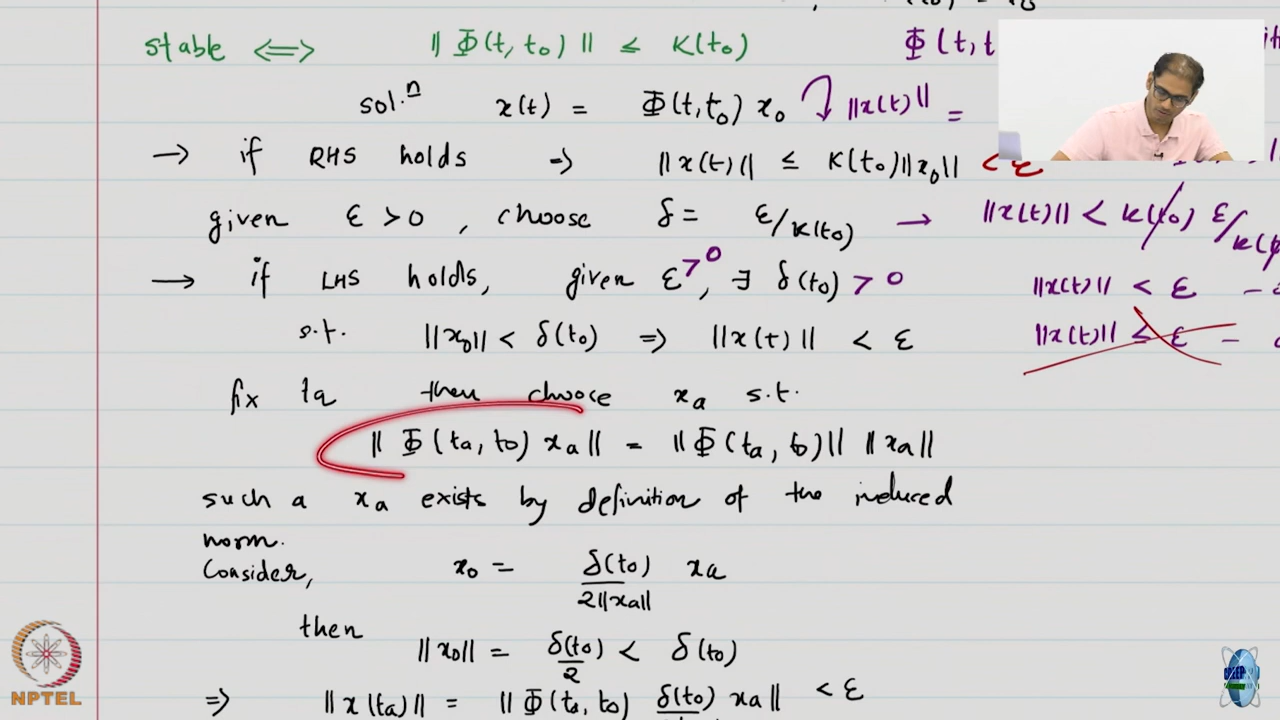 stable ⟺ ‖Φ(t, t₀)‖ ≤ K(t₀) Φ(t, t
sol.ⁿ x(t) = Φ(t, t₀) x₀ ‖x(t)‖ =
→ if RHS holds ⇒ ‖x(t)‖ ≤ K(t₀)‖x₀‖ < ε
given ε > 0, choose δ = ε/K(t₀) → ‖x(t)‖ < K(t₀) ε/K(t₀)
→ if LHS holds, given ε > 0, ∃ δ(t₀) > 0 ‖x(t)‖ < ε –
s.t. ‖x₀‖ < δ(t₀) ⇒ ‖x(t)‖ < ε ‖x(t)‖ ≤ ε –
fix ta then choose xₐ s.t.
‖Φ(tₐ, t₀) xₐ‖ = ‖Φ(tₐ, t₀)‖ ‖xₐ‖
such a xₐ exists by definition of the induced
norm.
Consider, x₀ = δ(t₀)/2‖xₐ‖ xₐ
then
‖x₀‖ = δ(t₀)/2 < δ(t₀)
⇒ ‖x(tₐ)‖ = ‖Φ(tₐ, t₀) δ(t₀) xₐ‖ < ε
NPTEL